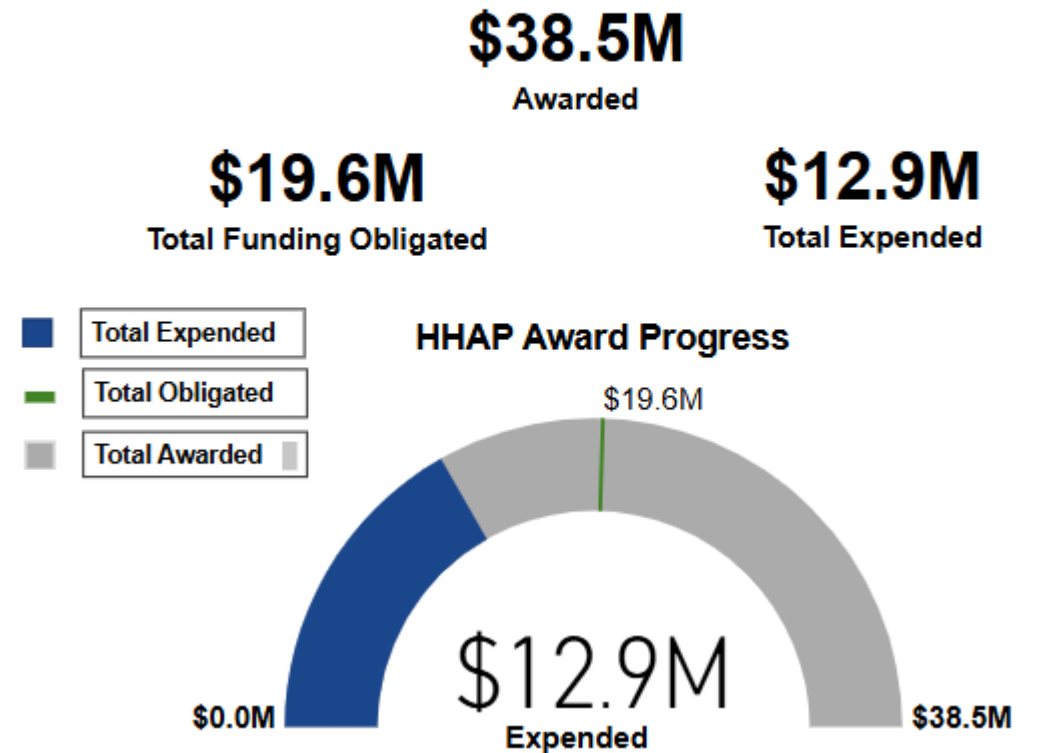 $38.5M
Awarded
$19.6M
Total Funding Obligated
$12.9M
Total Expended
Total Expended
Total Obligated
Total Awarded
HHAP Award Progress
$19.6M
$12.9M
Expended
$0.0M
$38.5M